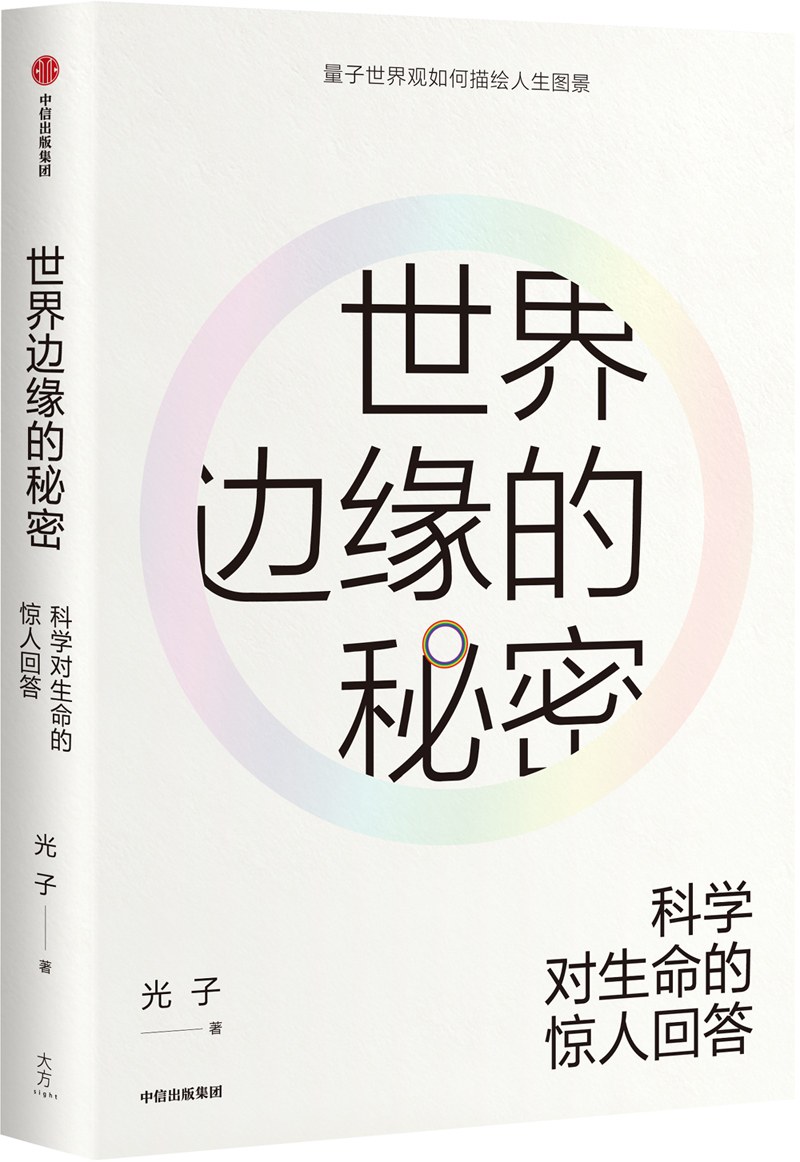 中信出版集团
世界边缘的秘密
科学对生命的
惊人回答
光子
著
大方
sight
量子世界观如何描绘人生图景
世界
边缘的
秘密
科学
对生命的
惊人回答
光子
著
中信出版集团